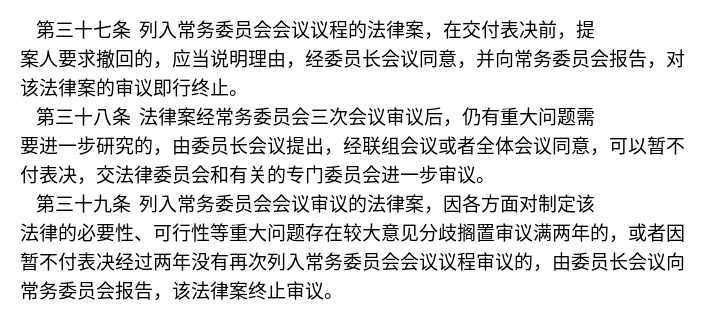 第三十七条 列入常务委员会会议议程的法律案，在交付表决前，提
案人要求撤回的，应当说明理由，经委员长会议同意，并向常务委员会报告，对
该法律案的审议即行终止。
第三十八条 法律案经常务委员会三次会议审议后，仍有重大问题需
要进一步研究的，由委员长会议提出，经联组会议或者全体会议同意，可以暂不
付表决，交法律委员会和有关的专门委员会进一步审议。
第三十九条 列入常务委员会会议审议的法律案，因各方面对制定该
法律的必要性、可行性等重大问题存在较大意见分歧搁置审议满两年的，或者因
暂不付表决经过两年没有再次列入常务委员会会议议程审议的，由委员长会议向
常务委员会报告，该法律案终止审议。